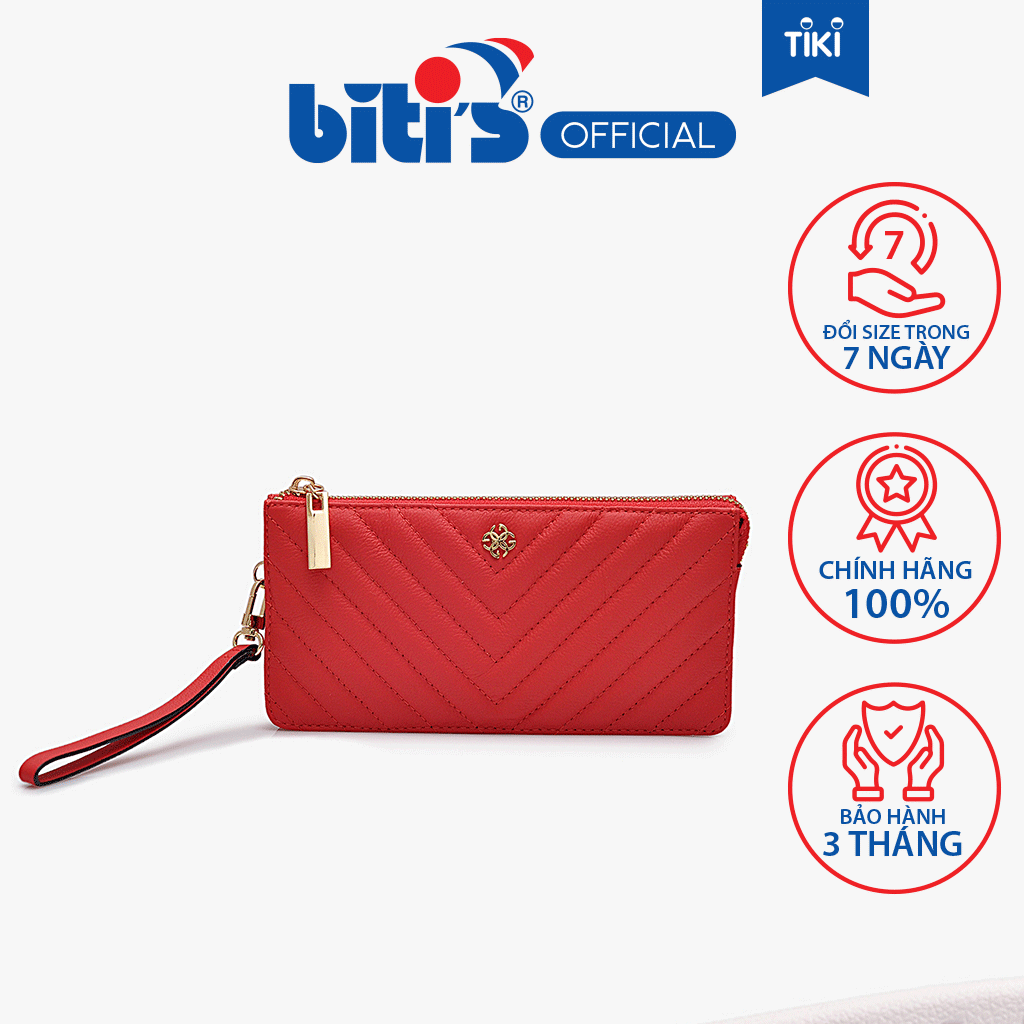 TiKi
biti's®
OFFICIAL
7
ĐỔI SIZE TRONG
7 NGÀY
CHÍNH HÃNG
100%
BẢO HÀNH
3 THÁNG